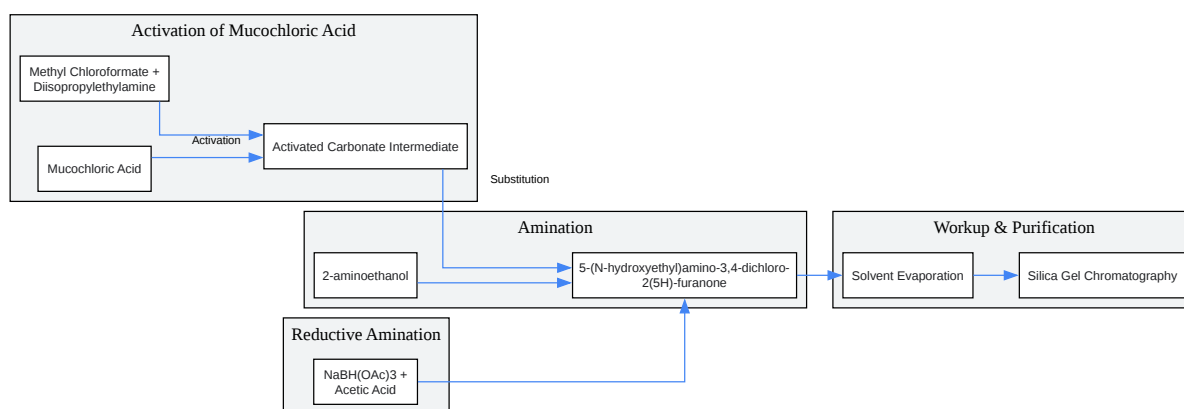 Activation of Mucochloric Acid
Methyl Chloroformate +
Diisopropylethylamine
Activation
Activated Carbonate Intermediate
Mucochloric Acid
Substitution
Amination
2-aminoethanol
5-(N-hydroxyethyl)amino-3,4-dichloro-
2(5H)-furanone
Workup & Purification
Solvent Evaporation
Silica Gel Chromatography
Reductive Amination
NaBH(OAc)3 +
Acetic Acid